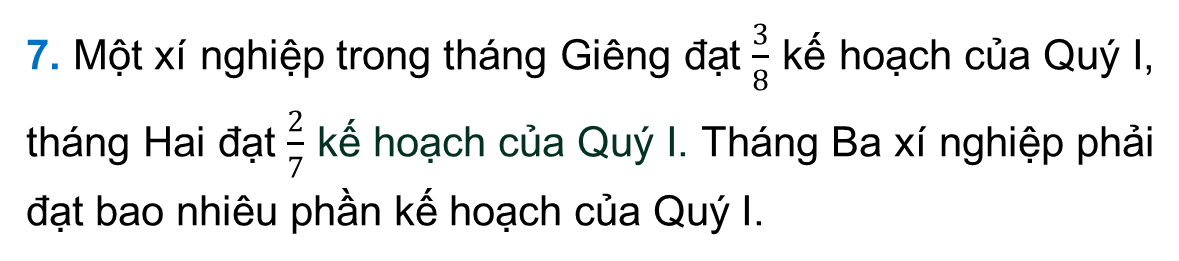 7. Một xí nghiệp trong tháng Giêng đạt 3/8 kế hoạch của Quý I,
tháng Hai đạt 2/7 kế hoạch của Quý I. Tháng Ba xí nghiệp phải
đạt bao nhiêu phần kế hoạch của Quý I.